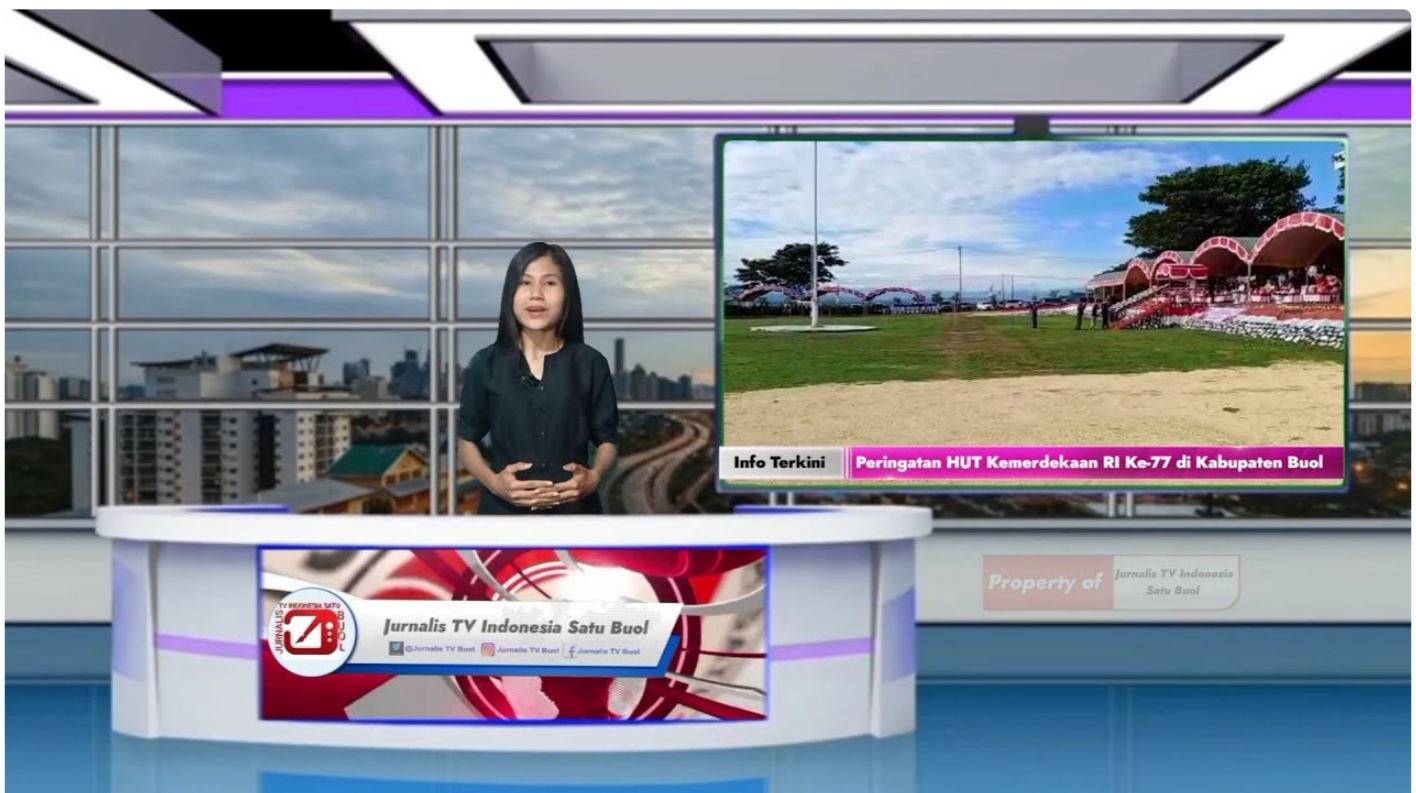 Info Terkini
Peringatan HUT Kemerdekaan RI Ke-77 di Kabupaten Buol
Property of
Jurnalis TV Indonesia
Satu Buol
TV INDONESIA SATU
JURNALIS
BUOL
Jurnalis TV Indonesia Satu Buol
@Jurnalis TV Buol
Jurnalis TV Buol
Jurnalis TV Buol